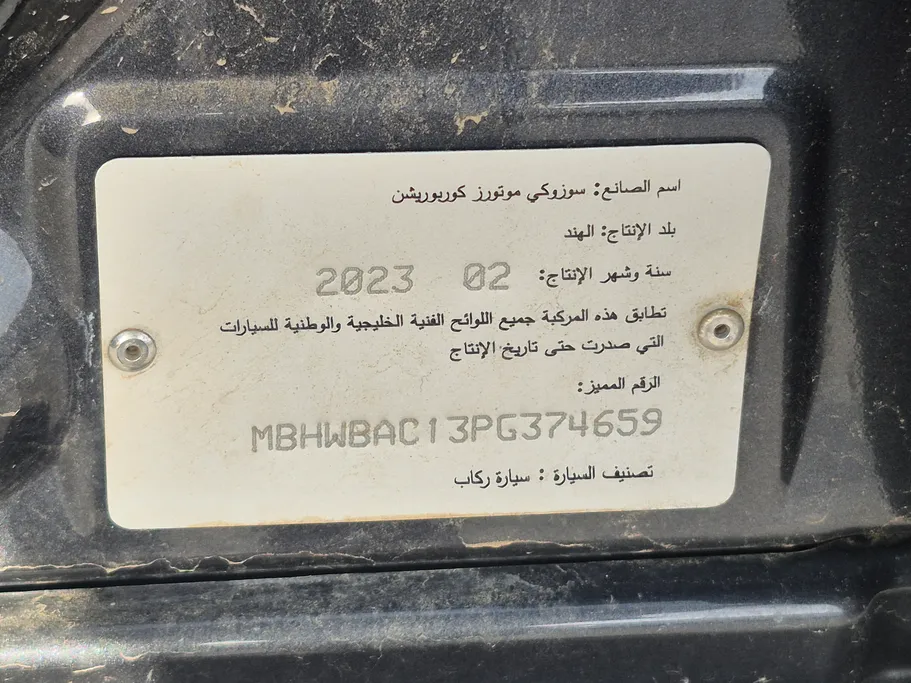 اسم الصانع: سوزوكي موتورز كوربوريشن
بلد الإنتاج: الهند
سنة وشهر الإنتاج: 02 2023
تطابق هذه المركبة جميع اللوائح الفنية الخليجية والوطنية للسيارات
التي صدرت حتى تاريخ الإنتاج
الرقم المميز:
MBHWBAC13PG374659
تصنيف السيارة : سيارة ركاب